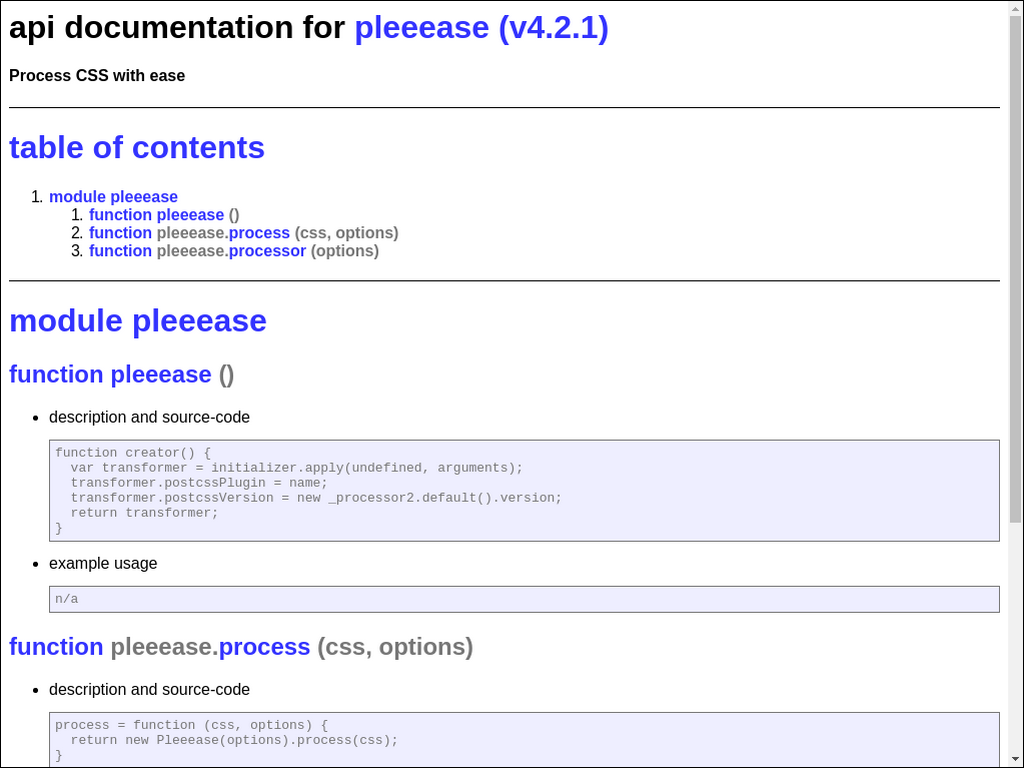 api documentation for pleeease (v4.2.1)
Process CSS with ease
table of contents
1. module pleeease
1. function pleeease ()
2. function pleeease.process (css, options)
3. function pleeease.processor (options)
module pleeease
function pleeease ()
• description and source-code
function creator() {
  var transformer = initializer.apply(undefined, arguments);
  transformer.postcssPlugin = name;
  transformer.postcssVersion = new _processor2.default().version;
  return transformer;
}
• example usage
n/a
function pleeease.process (css, options)
• description and source-code
process = function (css, options) {
  return new Pleeease(options).process(css);
}